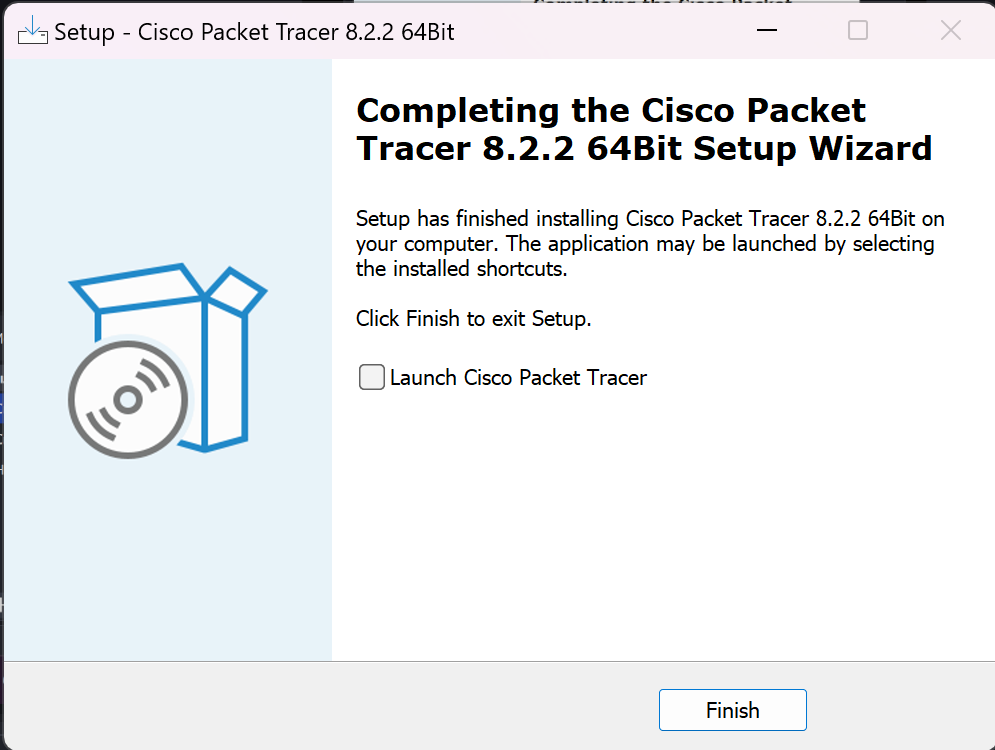 Setup - Cisco Packet Tracer 8.2.2 64Bit
Completing the Cisco Packet
Tracer 8.2.2 64Bit Setup Wizard
Setup has finished installing Cisco Packet Tracer 8.2.2 64Bit on
your computer. The application may be launched by selecting
the installed shortcuts.
Click Finish to exit Setup.
Launch Cisco Packet Tracer
Finish